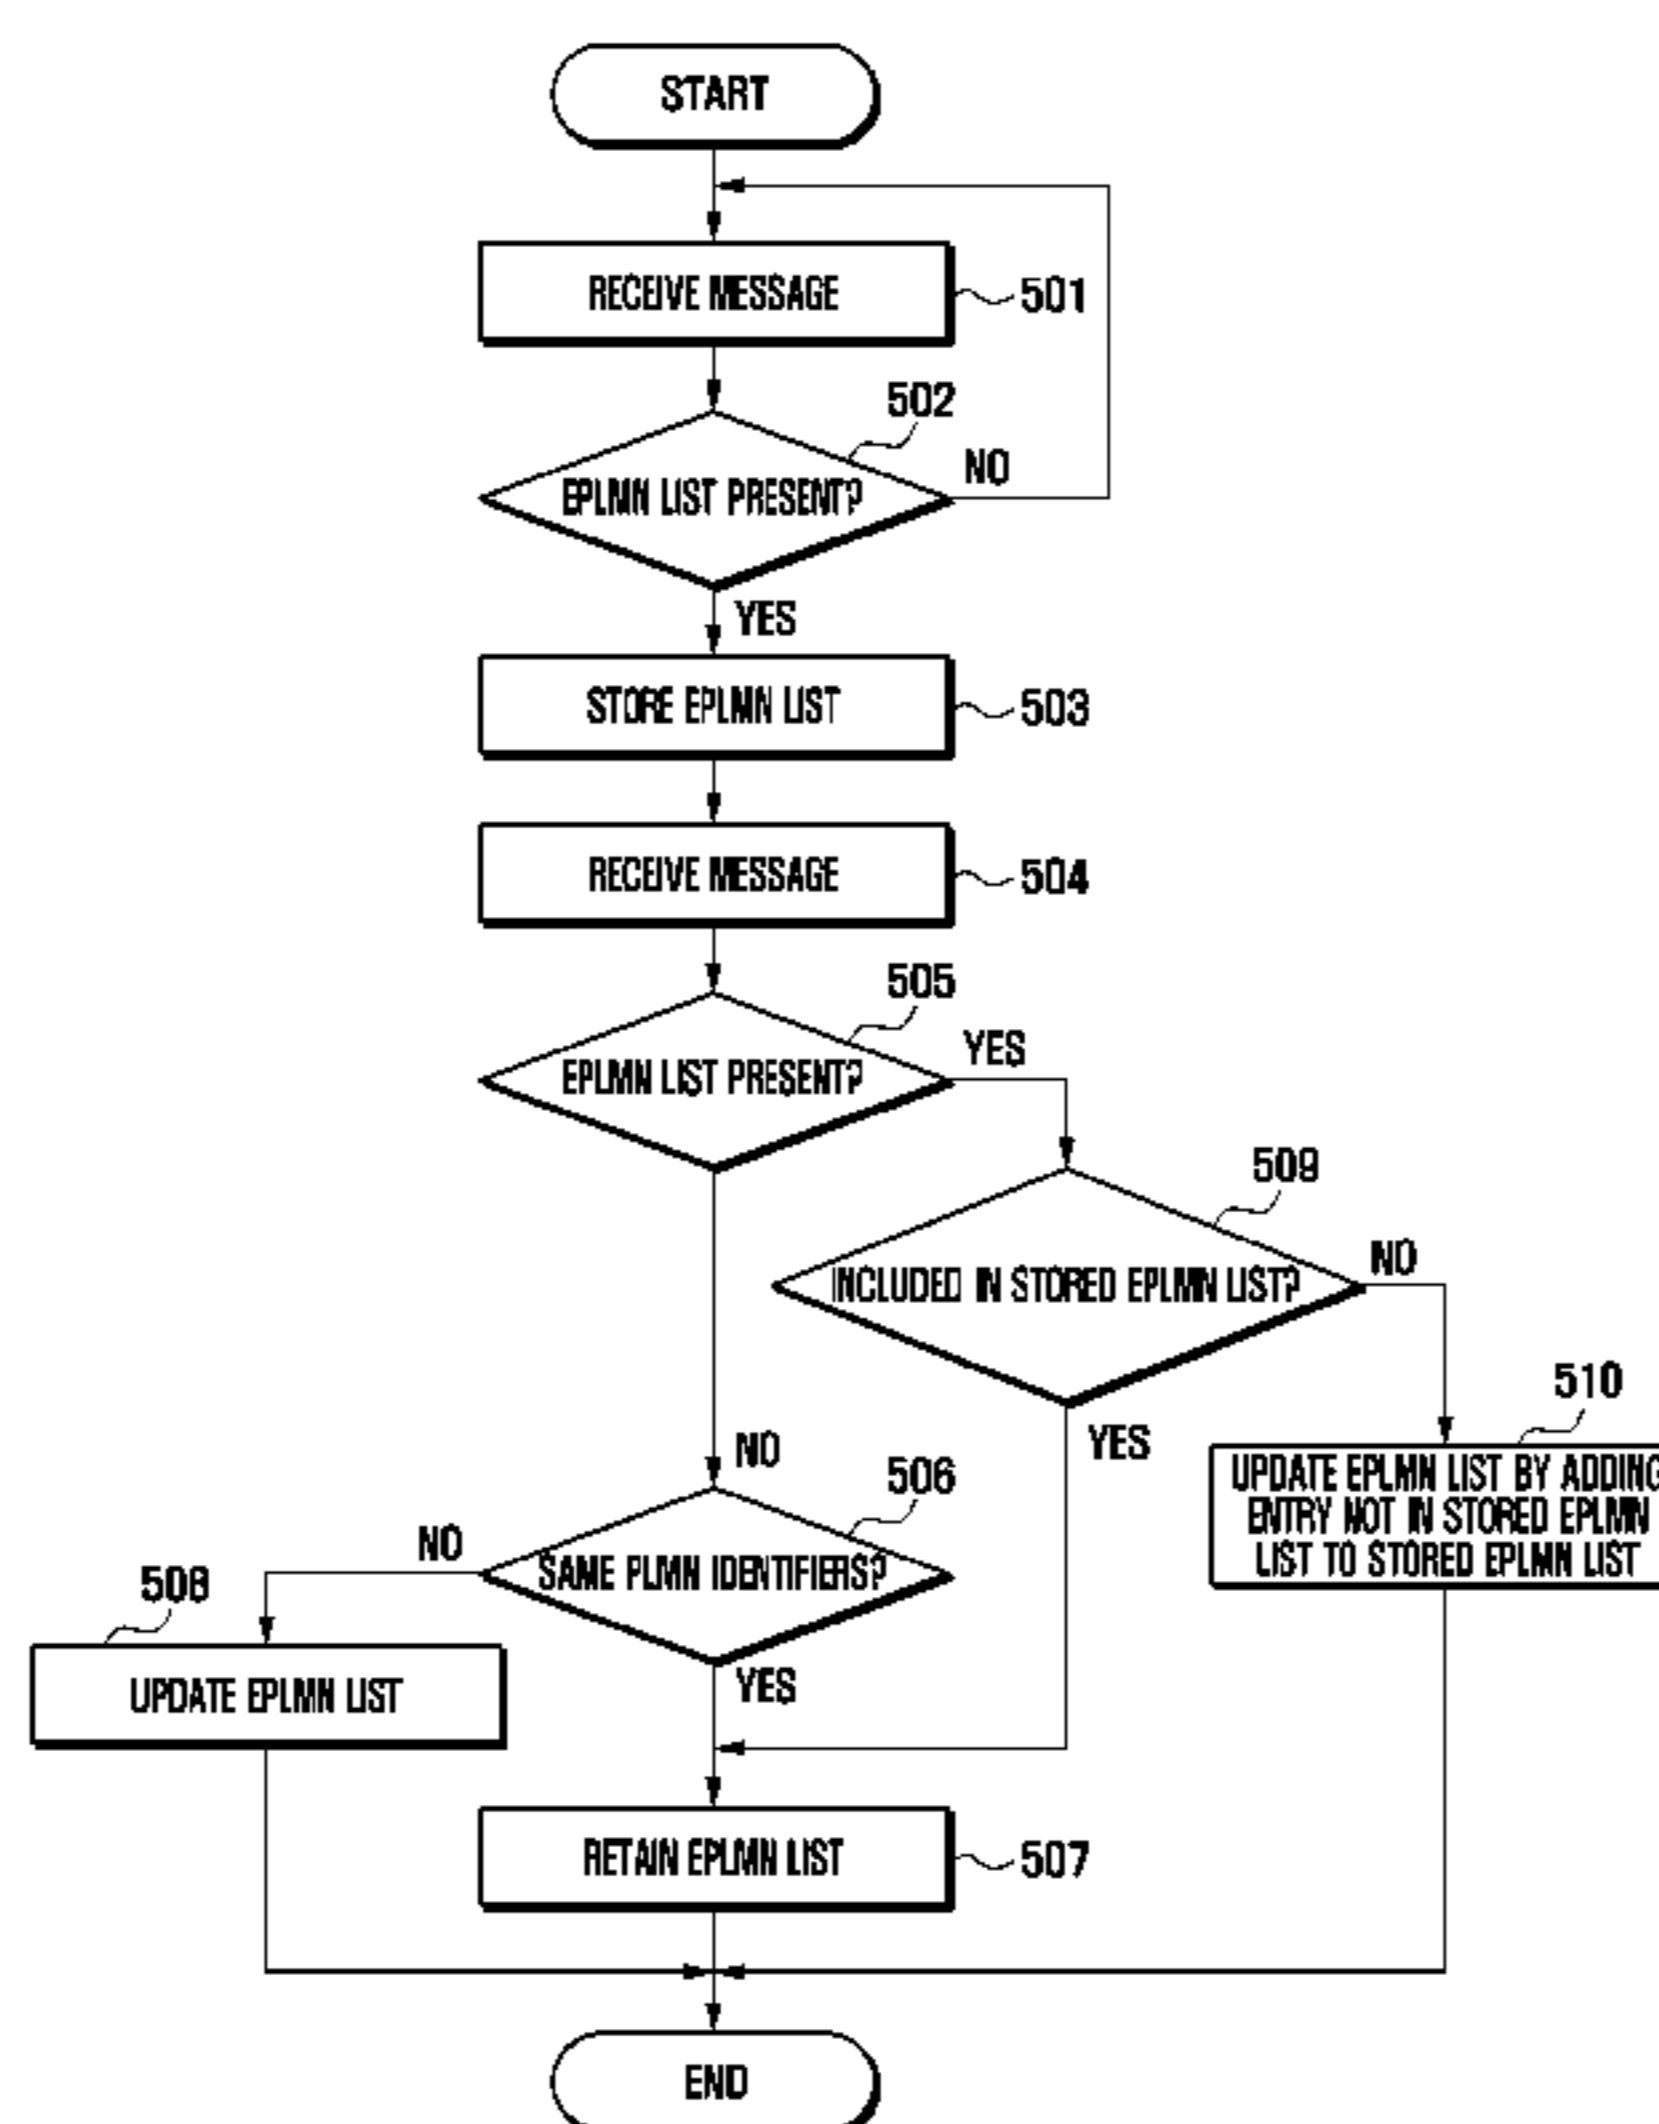 START
RECEIVE MESSAGE
501
502
EPLMN LIST PRESENT?
NO
YES
STORE EPLMN LIST
503
RECEIVE MESSAGE
504
505
EPLMN LIST PRESENT?
YES
509
INCLUDED IN STORED EPLMN LIST?
NO
YES
510
UPDATE EPLMN LIST BY ADDING
ENTRY NOT IN STORED EPLMN
LIST TO STORED EPLMN LIST
NO
506
SAME PLMN IDENTIFIERS?
NO
508
UPDATE EPLMN LIST
YES
RETAIN EPLMN LIST
507
END